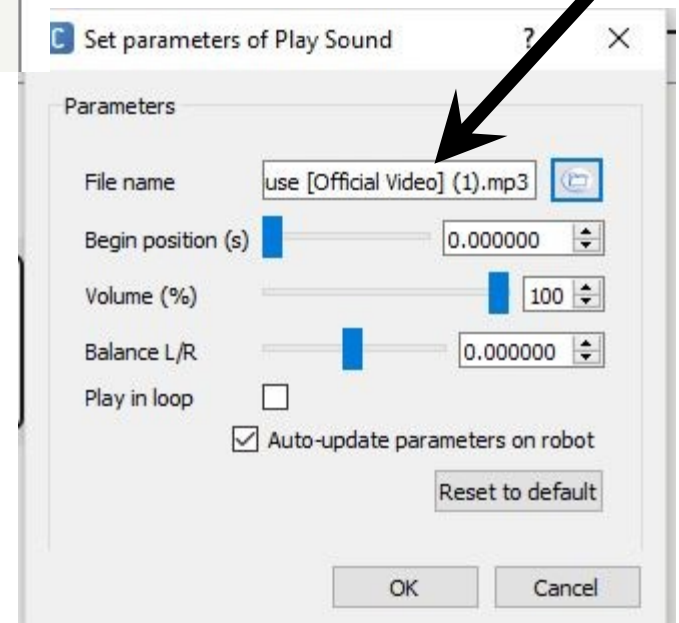 C Set parameters of Play Sound ? ×
Parameters
File name use [Official Video] (1).mp3
Begin position (s) 0.000000
Volume (%) 100
Balance L/R 0.000000
Play in loop
Auto-update parameters on robot
Reset to default
OK Cancel